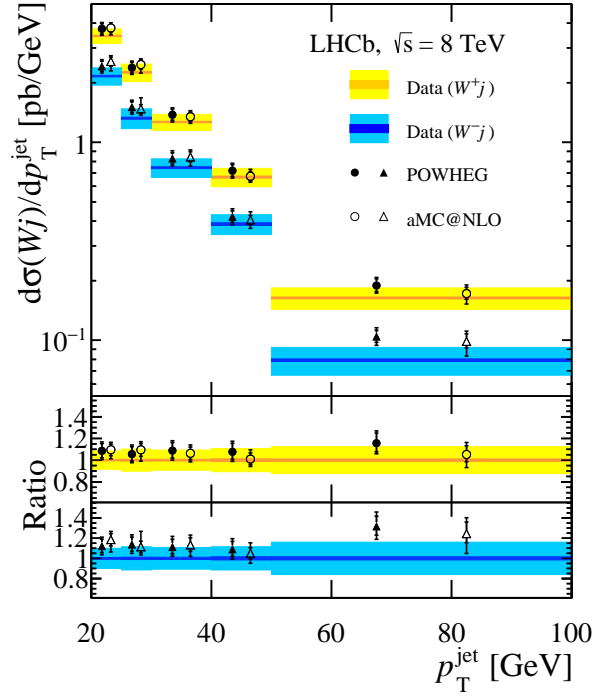 LHCb, √s = 8 TeV
Data (W⁺j)
Data (W⁻j)
POWHEG
aMC@NLO
dσ(Wj)/dp_T^jet [pb/GeV]
1
10⁻¹
Ratio
1.4
1.2
1
0.8
1.4
1.2
1
0.8
20 40 60 80 100
p_T^jet [GeV]